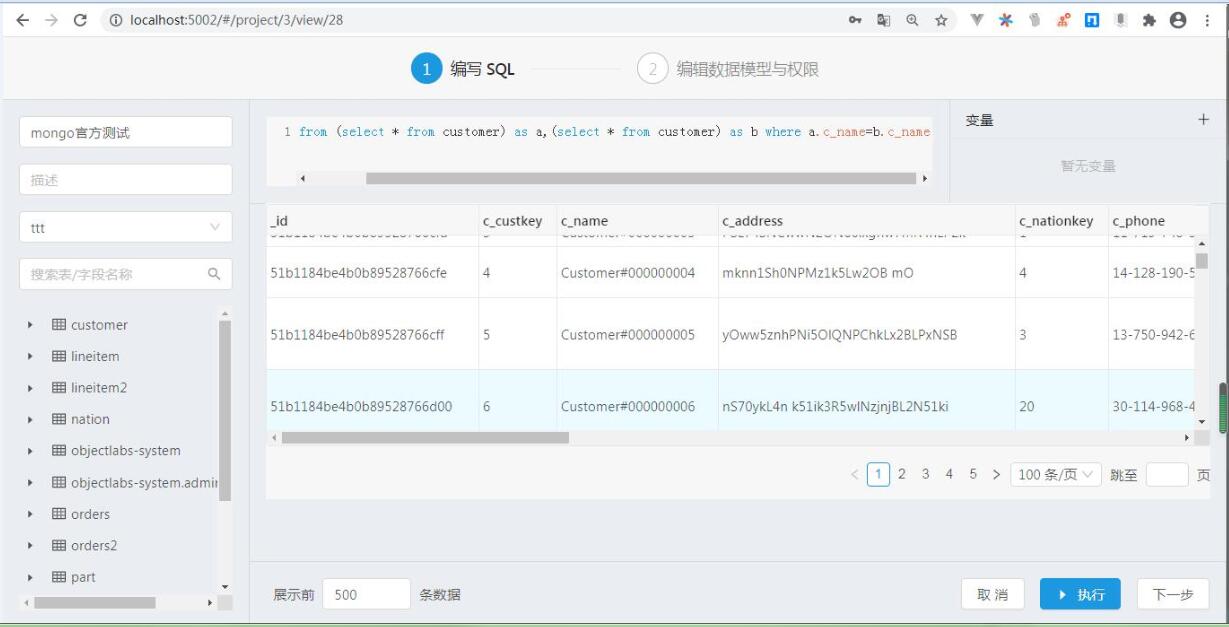 localhost:5002/#/project/3/view/28
1 编写 SQL 2 编辑数据模型与权限
mongo官方测试
描述
ttt
搜索表/字段名称
customer
lineitem
lineitem2
nation
objectlabs-system
objectlabs-system.admin
orders
orders2
part
1 from (select * from customer) as a,(select * from customer) as b where a.c_name=b.c_name
变量 +
暂无变量
_id c_custkey c_name c_address c_nationkey c_phone
51b1184be4b0b89528766cfe 4 Customer#000000004 mknn1Sh0NPMz1k5Lw2OB mO 4 14-128-190-5
51b1184be4b0b89528766cff 5 Customer#000000005 yOww5znhPNi5OIQNPChkLx2BLPxNSB 3 13-750-942-6
51b1184be4b0b89528766d00 6 Customer#000000006 nS70ykL4n k51ik3R5wINzjnjBL2N51ki 20 30-114-968-4
< 1 2 3 4 5 > 100 条/页 跳至 页
展示前 500 条数据
取 消 执行 下一步